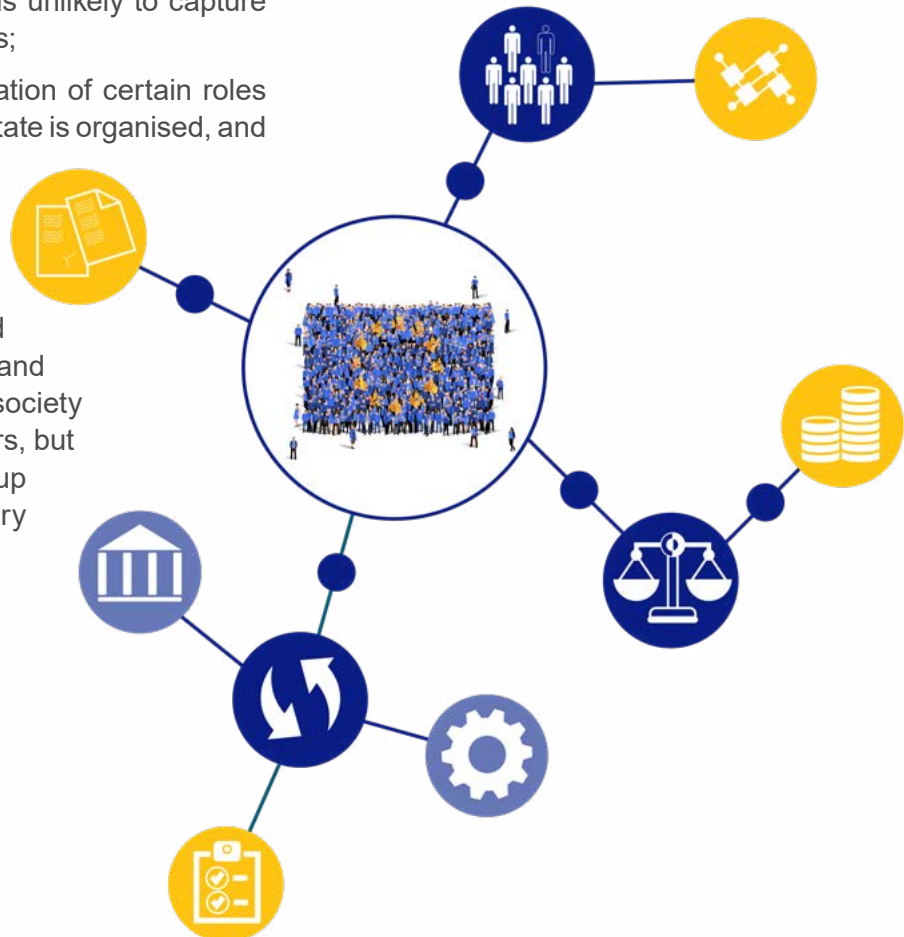 is unlikely to capture
s;
ation of certain roles
tate is organised, and
d
and
society
rs, but
up
ry